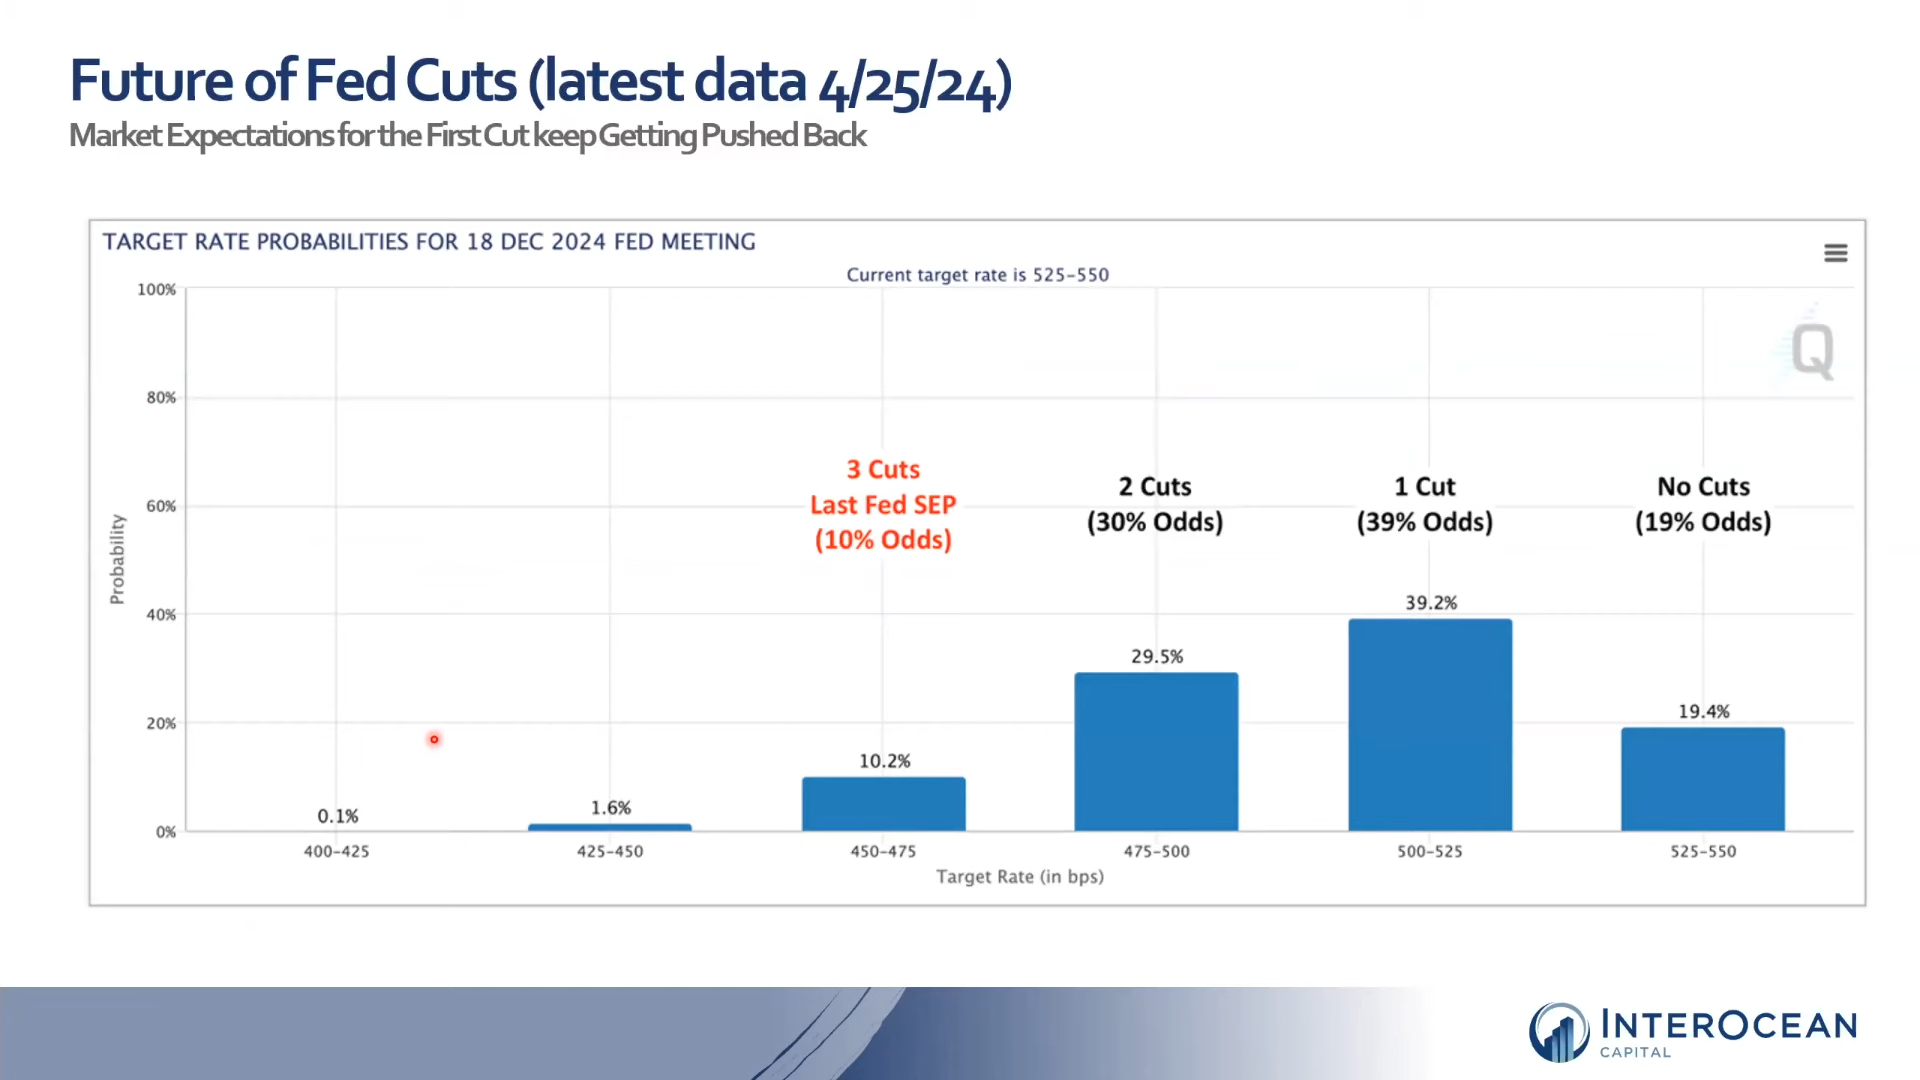 Future of Fed Cuts (latest data 4/25/24)
Market Expectations for the First Cut keep Getting Pushed Back
TARGET RATE PROBABILITIES FOR 18 DEC 2024 FED MEETING
Current target rate is 525–550
100%
80%
60%
40%
20%
0%
Probability
Q
3 Cuts
Last Fed SEP
(10% Odds)
2 Cuts
(30% Odds)
1 Cut
(39% Odds)
No Cuts
(19% Odds)
0.1%
1.6%
10.2%
29.5%
39.2%
19.4%
400–425
425–450
450–475
475–500
500–525
525–550
Target Rate (in bps)
INTEROCEAN
CAPITAL